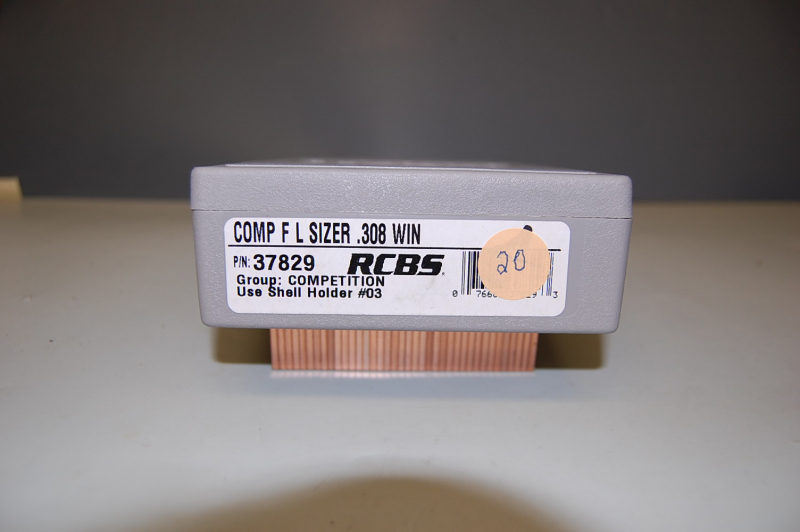 COMP F L SIZER .308 WIN
P/N: 37829 RCBS
Group: COMPETITION
Use Shell Holder #03
20